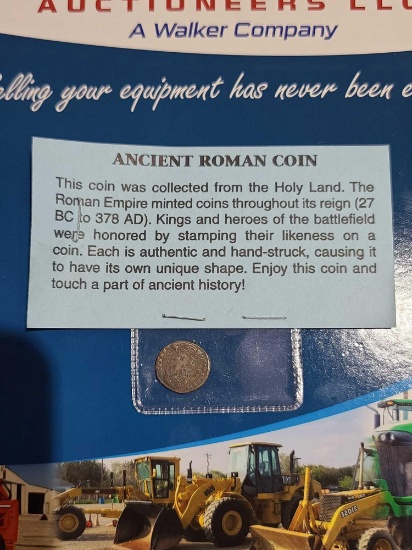 AUCTIONEERS LLC
A Walker Company
elling your equipment has never been e
ANCIENT ROMAN COIN
This coin was collected from the Holy Land. The
Roman Empire minted coins throughout its reign (27
BC to 378 AD). Kings and heroes of the battlefield
were honored by stamping their likeness on a
coin. Each is authentic and hand-struck, causing it
to have its own unique shape. Enjoy this coin and
touch a part of ancient history!